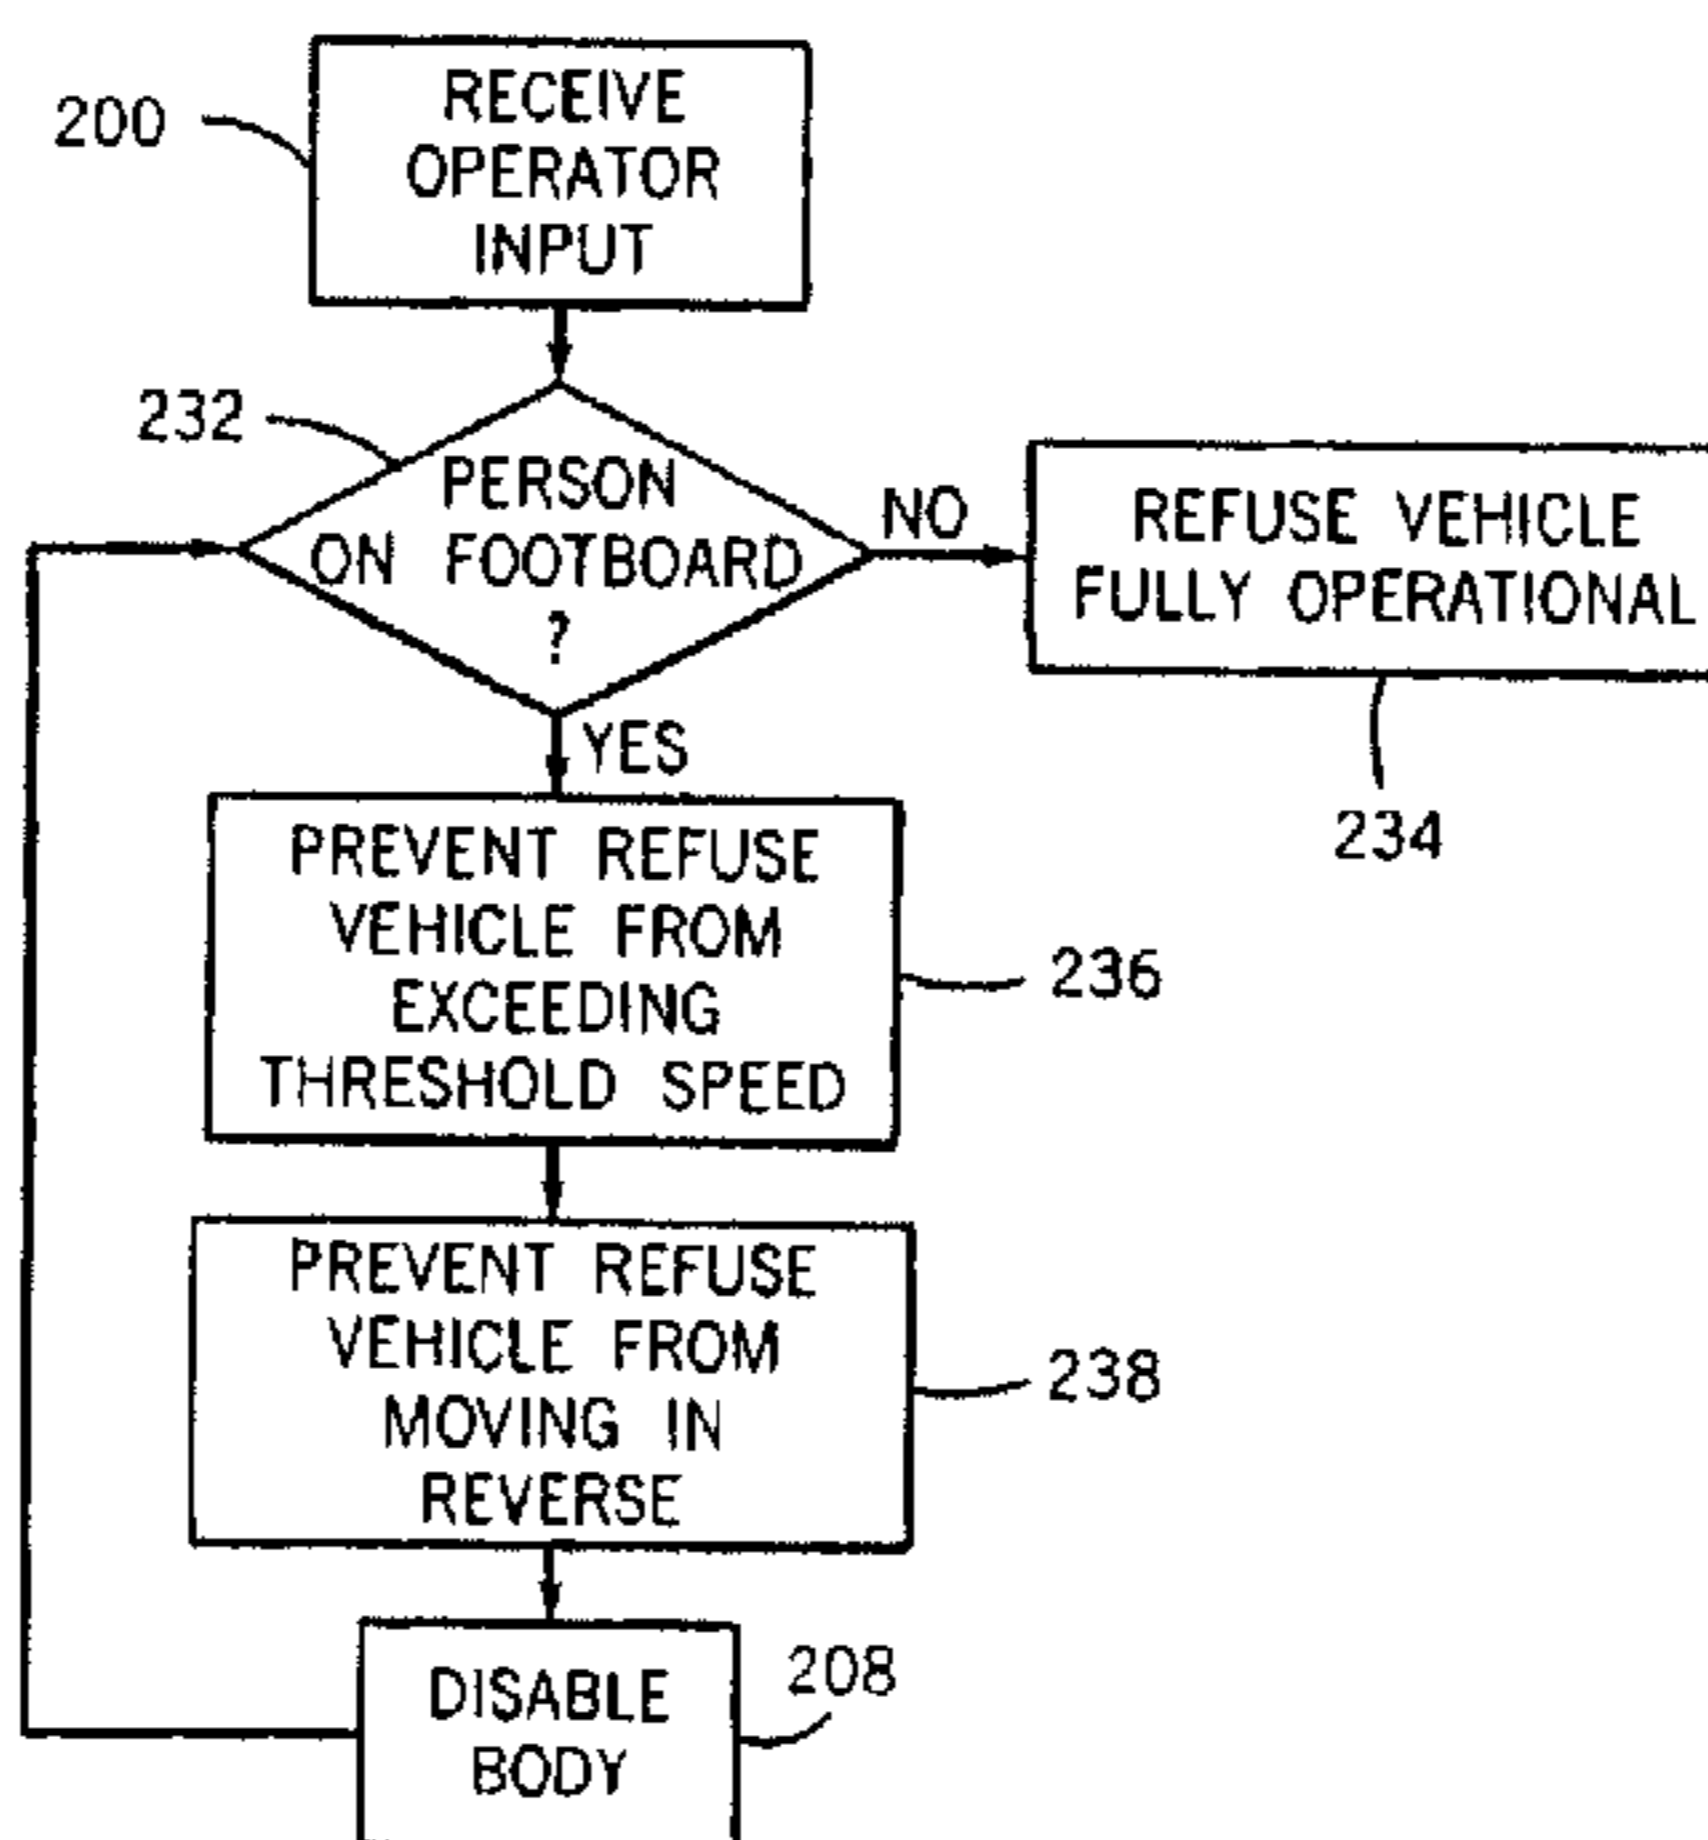 200
RECEIVE
OPERATOR
INPUT
232
PERSON
ON FOOTBOARD
?
NO
REFUSE VEHICLE
FULLY OPERATIONAL
234
YES
PREVENT REFUSE
VEHICLE FROM
EXCEEDING
THRESHOLD SPEED
236
PREVENT REFUSE
VEHICLE FROM
MOVING IN
REVERSE
238
DISABLE
BODY
208